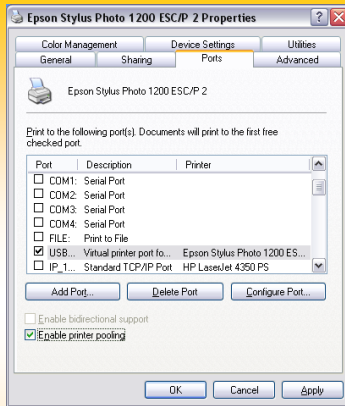 Epson Stylus Photo 1200 ESC/P 2 Properties
Color Management Device Settings Utilities
General Sharing Ports Advanced
Epson Stylus Photo 1200 ESC/P 2
Print to the following port(s). Documents will print to the first free
checked port.
Port Description Printer
COM1: Serial Port
COM2: Serial Port
COM3: Serial Port
COM4: Serial Port
FILE: Print to File
USB... Virtual printer port fo... Epson Stylus Photo 1200 ES...
IP_1... Standard TCP/IP Port HP LaserJet 4350 PS
Add Port... Delete Port Configure Port...
Enable bidirectional support
Enable printer pooling
OK Cancel Apply